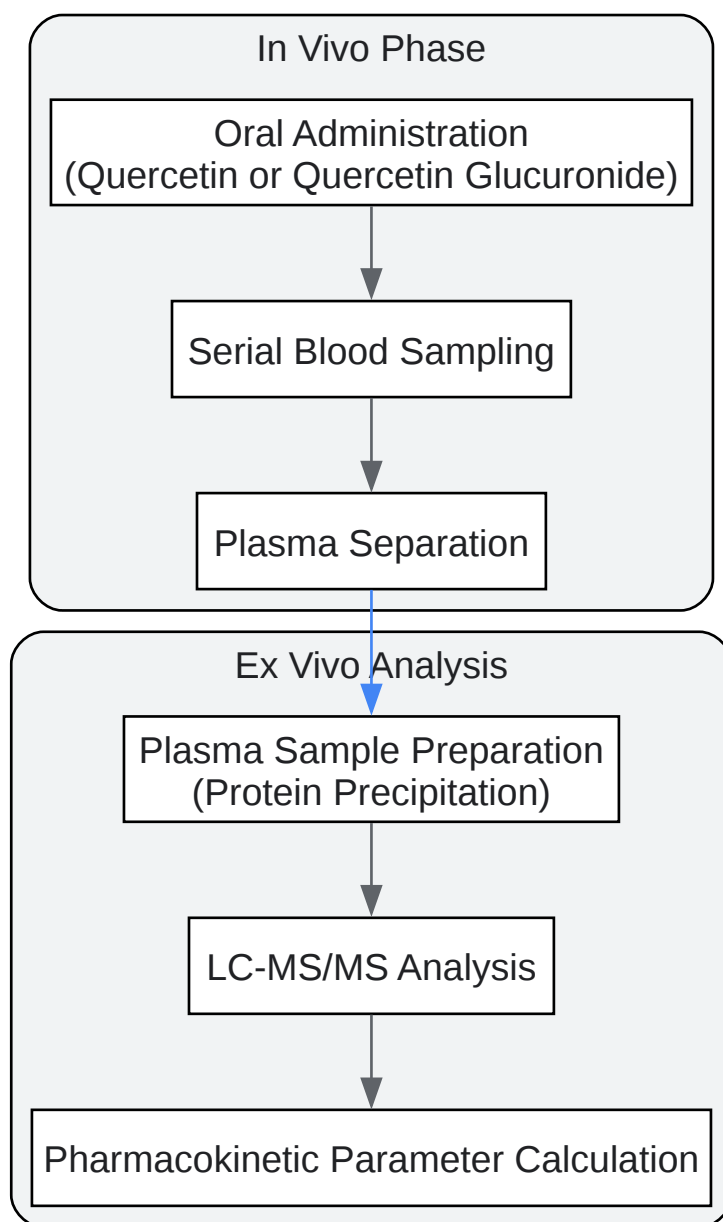 In Vivo Phase
Oral Administration
(Quercetin or Quercetin Glucuronide)
Serial Blood Sampling
Plasma Separation
Ex Vivo Analysis
Plasma Sample Preparation
(Protein Precipitation)
LC-MS/MS Analysis
Pharmacokinetic Parameter Calculation